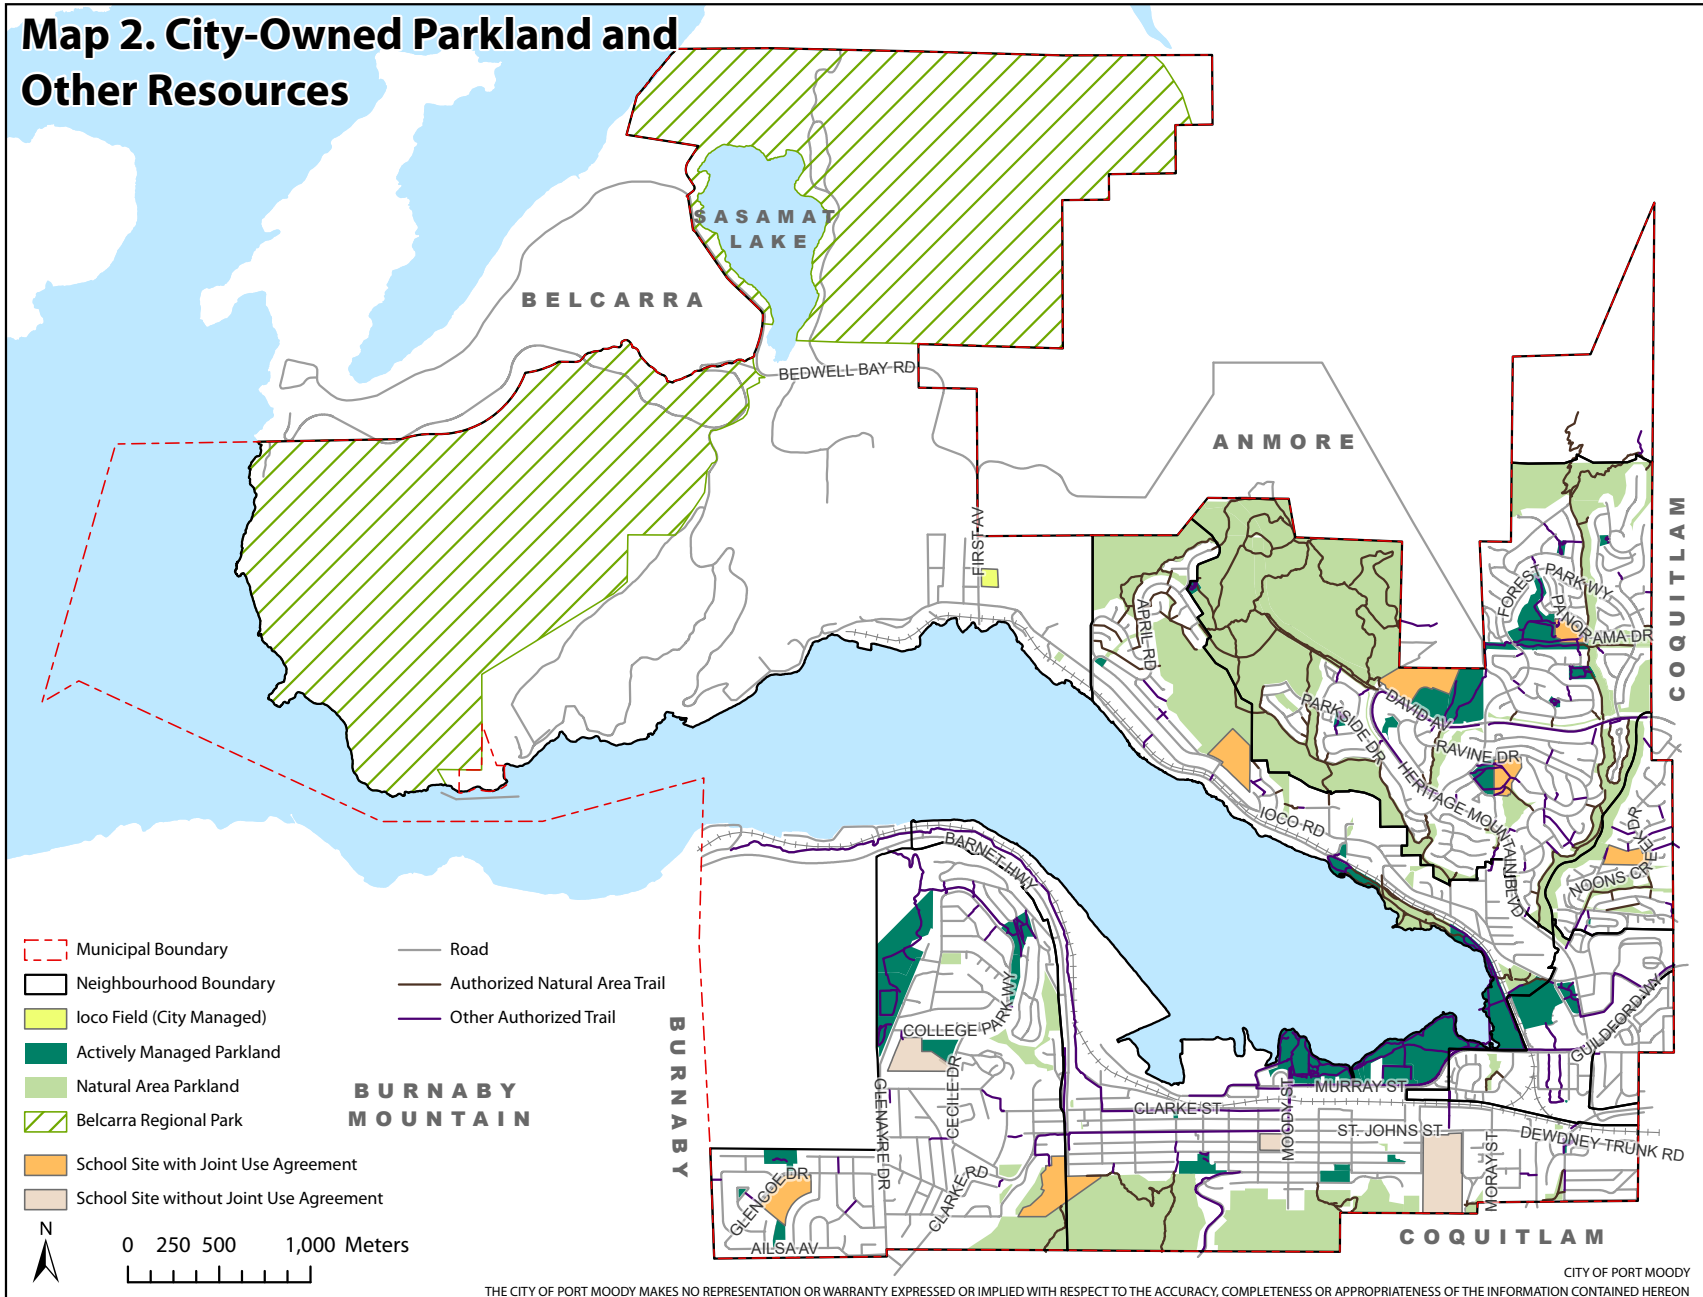 Map 2. City-Owned Parkland and
Other Resources
SASAMAT
LAKE
BELCARRA
BEDWELL BAY RD
ANMORE
FIRST AV
COQUITLAM
FOREST PARK WY
PANORAMA DR
APRIL RD
DAVID AV
PARKSIDE DR
RAVINE DR
HERITAGE MOUNTAIN BLVD
IOCO RD
NOONS CREEK DR
BARNET HWY
GUILDFORD WY
COLLEGE PARK WY
CECILE DR
GLENAYRE DR
MURRAY ST
CLARKE ST
MOODY ST
ST. JOHNS ST
DEWDNEY TRUNK RD
MORAY ST
CLARKE RD
GLENCOE DR
AILSA AV
COQUITLAM
BURNABY
BURNABY
MOUNTAIN
Municipal Boundary
Neighbourhood Boundary
Ioco Field (City Managed)
Actively Managed Parkland
Natural Area Parkland
Belcarra Regional Park
School Site with Joint Use Agreement
School Site without Joint Use Agreement
Road
Authorized Natural Area Trail
Other Authorized Trail
N
0 250 500 1,000 Meters
CITY OF PORT MOODY
THE CITY OF PORT MOODY MAKES NO REPRESENTATION OR WARRANTY EXPRESSED OR IMPLIED WITH RESPECT TO THE ACCURACY, COMPLETENESS OR APPROPRIATENESS OF THE INFORMATION CONTAINED HEREON